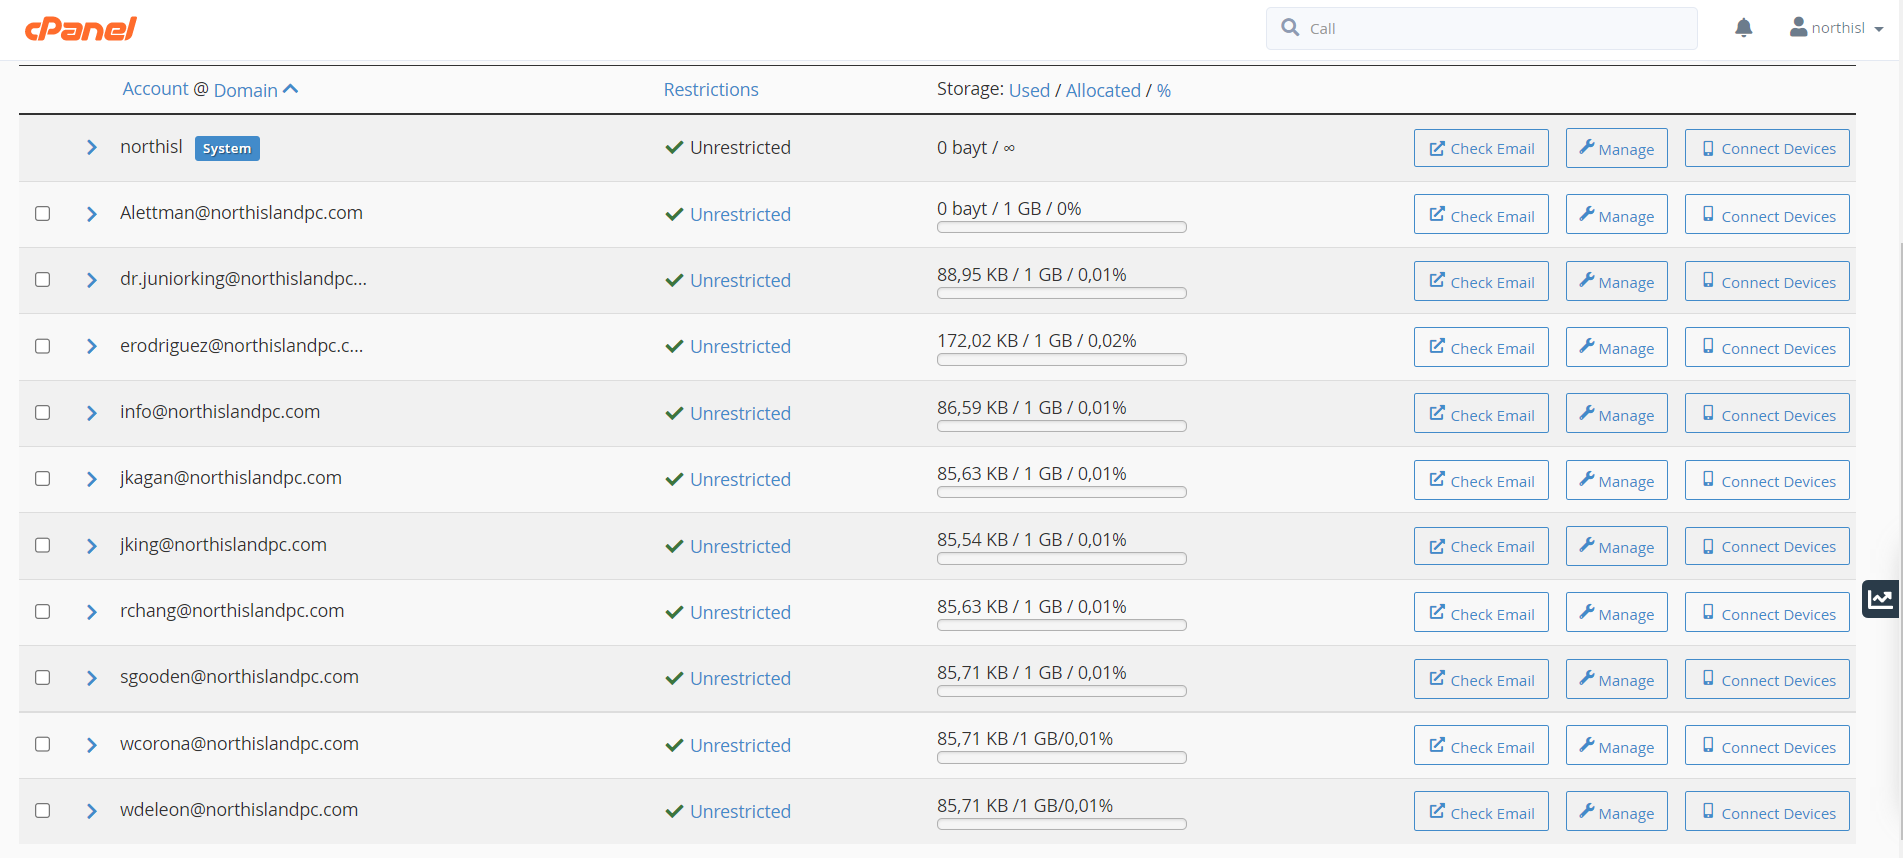 cPanel
Call
northisl
Account @ Domain
Restrictions
Storage: Used / Allocated / %
northisl System Unrestricted 0 bayt / ∞ Check Email Manage Connect Devices
Alettman@northislandpc.com Unrestricted 0 bayt / 1 GB / 0% Check Email Manage Connect Devices
dr.juniorking@northislandpc... Unrestricted 88,95 KB / 1 GB / 0,01% Check Email Manage Connect Devices
erodriguez@northislandpc.c... Unrestricted 172,02 KB / 1 GB / 0,02% Check Email Manage Connect Devices
info@northislandpc.com Unrestricted 86,59 KB / 1 GB / 0,01% Check Email Manage Connect Devices
jkagan@northislandpc.com Unrestricted 85,63 KB / 1 GB / 0,01% Check Email Manage Connect Devices
jking@northislandpc.com Unrestricted 85,54 KB / 1 GB / 0,01% Check Email Manage Connect Devices
rchang@northislandpc.com Unrestricted 85,63 KB / 1 GB / 0,01% Check Email Manage Connect Devices
sgooden@northislandpc.com Unrestricted 85,71 KB / 1 GB / 0,01% Check Email Manage Connect Devices
wcorona@northislandpc.com Unrestricted 85,71 KB /1 GB/0,01% Check Email Manage Connect Devices
wdeleon@northislandpc.com Unrestricted 85,71 KB /1 GB/0,01% Check Email Manage Connect Devices